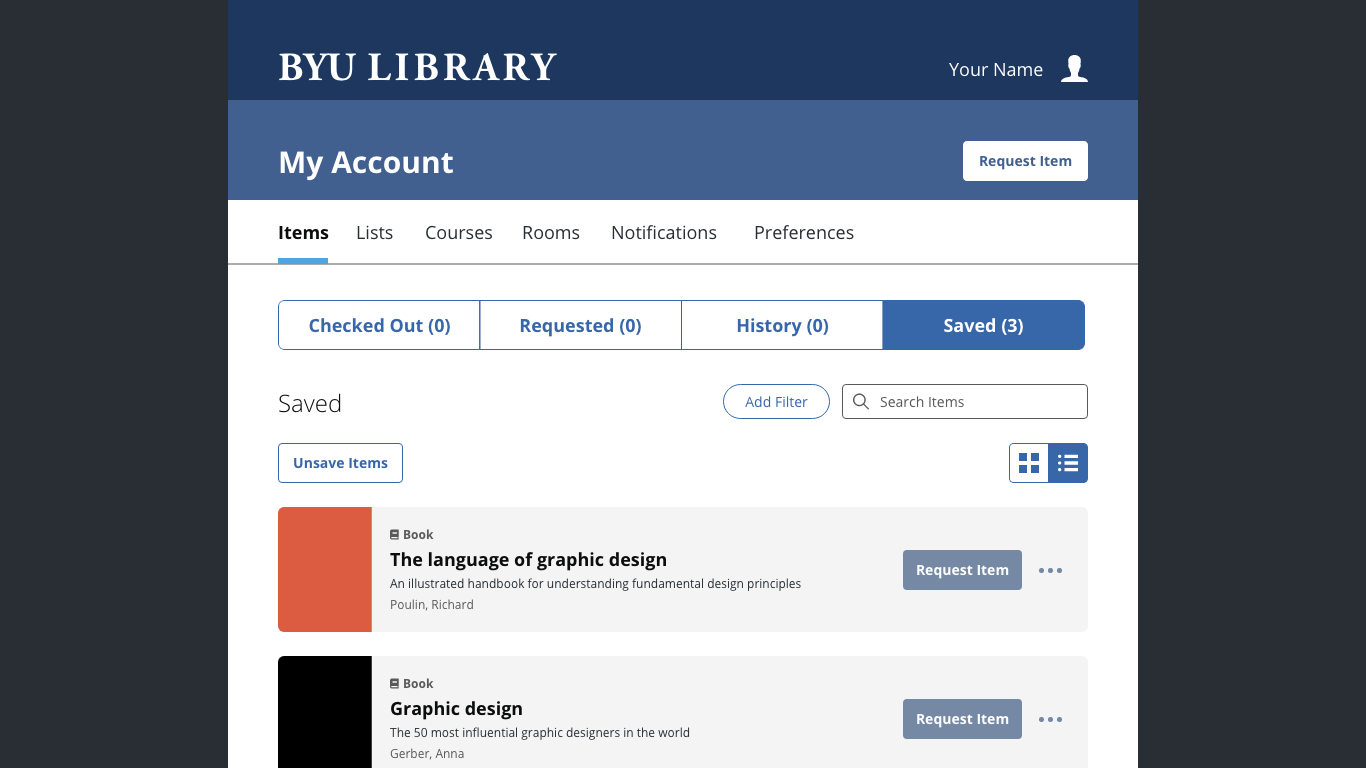 BYU LIBRARY
Your Name
My Account
Request Item
Items Lists Courses Rooms Notifications Preferences
Checked Out (0) Requested (0) History (0) Saved (3)
Saved
Add Filter
Search Items
Unsave Items
Book
The language of graphic design
An illustrated handbook for understanding fundamental design principles
Poulin, Richard
Request Item
Book
Graphic design
The 50 most influential graphic designers in the world
Gerber, Anna
Request Item